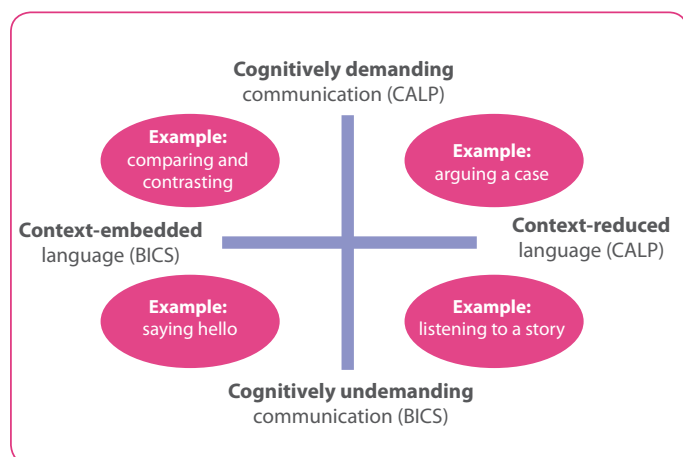 Cognitively demanding
communication (CALP)
Example:
comparing and
contrasting
Example:
arguing a case
Context-embedded
language (BICS)
Context-reduced
language (CALP)
Example:
saying hello
Example:
listening to a story
Cognitively undemanding
communication (BICS)